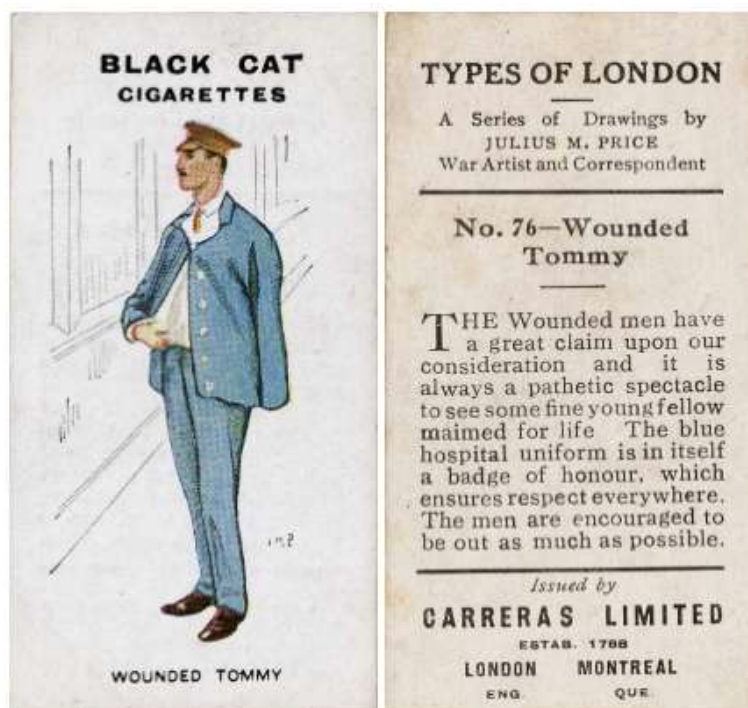 BLACK CAT
CIGARETTES
J.M.P
WOUNDED TOMMY
TYPES OF LONDON
A Series of Drawings by
JULIUS M. PRICE
War Artist and Correspondent
No. 76—Wounded
Tommy
THE Wounded men have
a great claim upon our
consideration and it is
always a pathetic spectacle
to see some fine young fellow
maimed for life The blue
hospital uniform is in itself
a badge of honour, which
ensures respect everywhere.
The men are encouraged to
be out as much as possible.
Issued by
CARRERAS LIMITED
ESTAB. 1788
LONDON MONTREAL
ENG. QUE.